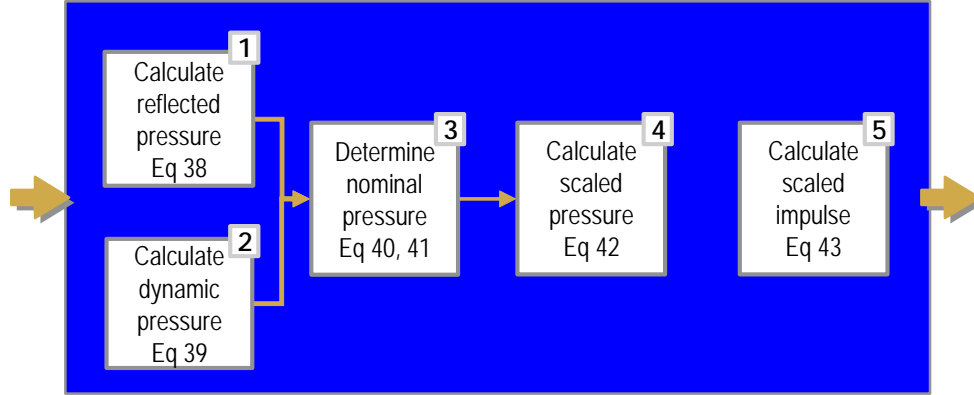 1
Calculate
reflected
pressure
Eq 38
2
Calculate
dynamic
pressure
Eq 39
3
Determine
nominal
pressure
Eq 40, 41
4
Calculate
scaled
pressure
Eq 42
5
Calculate
scaled
impulse
Eq 43